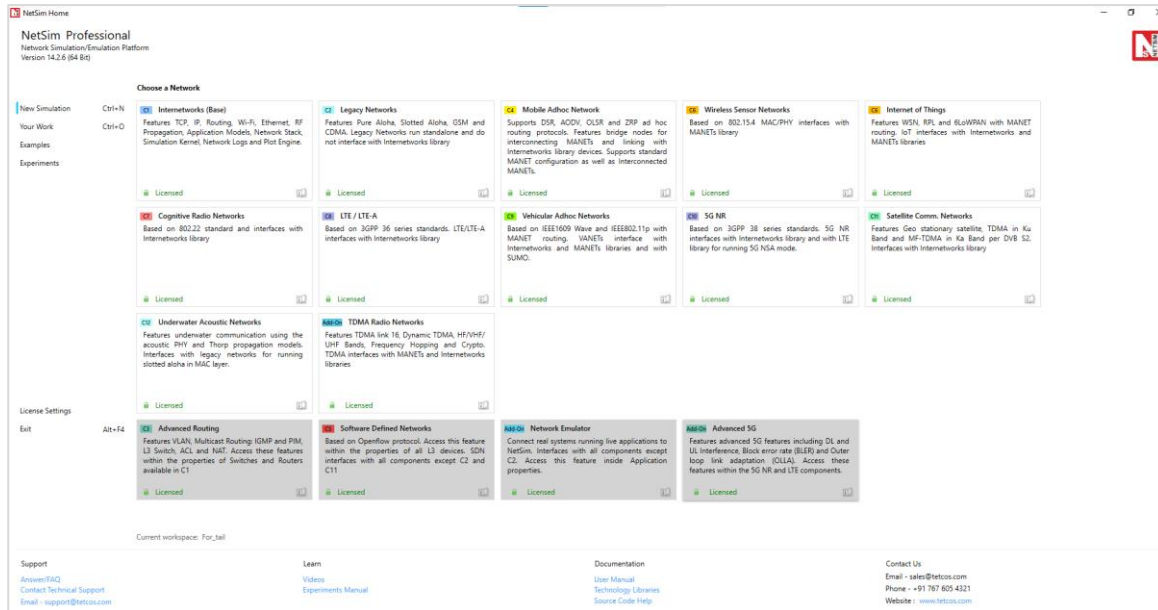 NetSim Home
NetSim Professional
Network Simulation/Emulation Platform
Version 14.2.6 (64 Bit)
NETSIM
Choose a Network
New Simulation Ctrl+N
Your Work Ctrl+O
Examples
Experiments
License Settings
Exit Alt+F4
C1 Internetworks (Base)
Features TCP, IP, Routing, Wi-Fi, Ethernet, RF
Propagation, Application Models, Network Stack,
Simulation Kernel, Network Logs and Plot Engine.
Licensed
C2 Legacy Networks
Features Pure Aloha, Slotted Aloha, GSM and
CDMA. Legacy Networks run standalone and do
not interface with Internetworks library
Licensed
C4 Mobile Adhoc Network
Supports DSR, AODV, OLSR and ZRP ad hoc
routing protocols. Features bridge nodes for
interconnecting MANETs and linking with
Internetworks library devices. Supports standard
MANET configuration as well as Interconnected
MANETs.
Licensed
C6 Wireless Sensor Networks
Based on 802.15.4 MAC/PHY interfaces with
MANETs library
Licensed
C6 Internet of Things
Features WSN, RPL and 6LoWPAN with MANET
routing. IoT interfaces with Internetworks and
MANETs libraries
Licensed
C7 Cognitive Radio Networks
Based on 802.22 standard and interfaces with
Internetworks library
Licensed
C8 LTE / LTE-A
Based on 3GPP 36 series standards. LTE/LTE-A
interfaces with Internetworks library
Licensed
C9 Vehicular Adhoc Networks
Based on IEEE1609 Wave and IEEE802.11p with
MANET routing. VANETs interface with
Internetworks and MANETs libraries and with
SUMO.
Licensed
C10 5G NR
Based on 3GPP 38 series standards. 5G NR
interfaces with Internetworks library and with LTE
library for running 5G NSA mode.
Licensed
C11 Satellite Comm. Networks
Features Geo stationary satellite, TDMA in Ku
Band and MF-TDMA in Ka Band per DVB S2.
Interfaces with Internetworks library
Licensed
C12 Underwater Acoustic Networks
Features underwater communication using the
acoustic PHY and Thorp propagation models.
Interfaces with legacy networks for running
slotted aloha in MAC layer.
Licensed
Add-On TDMA Radio Networks
Features TDMA link 16, Dynamic TDMA, HF/VHF/
UHF Bands, Frequency Hopping and Crypto.
TDMA interfaces with MANETs and Internetworks
libraries
Licensed
C3 Advanced Routing
Features VLAN, Multicast Routing: IGMP and PIM,
L3 Switch, ACL and NAT. Access these features
within the properties of Switches and Routers
available in C1
Licensed
C5 Software Defined Networks
Based on Openflow protocol. Access this feature
within the properties of all L3 devices. SDN
interfaces with all components except C2 and
C11
Licensed
Add-On Network Emulator
Connect real systems running live applications to
NetSim. Interfaces with all components except
C2. Access this feature inside Application
properties.
Licensed
Add-On Advanced 5G
Features advanced 5G features including DL and
UL Interference, Block error rate (BLER) and Outer
loop link adaptation (OLLA). Access these
features within the 5G NR and LTE components.
Licensed
Current workspace: For_tail
Support
Answer/FAQ
Contact Technical Support
Email - support@tetcos.com
Learn
Videos
Experiments Manual
Documentation
User Manual
Technology Libraries
Source Code Help
Contact Us
Email - sales@tetcos.com
Phone - +91 767 605 4321
Website : www.tetcos.com